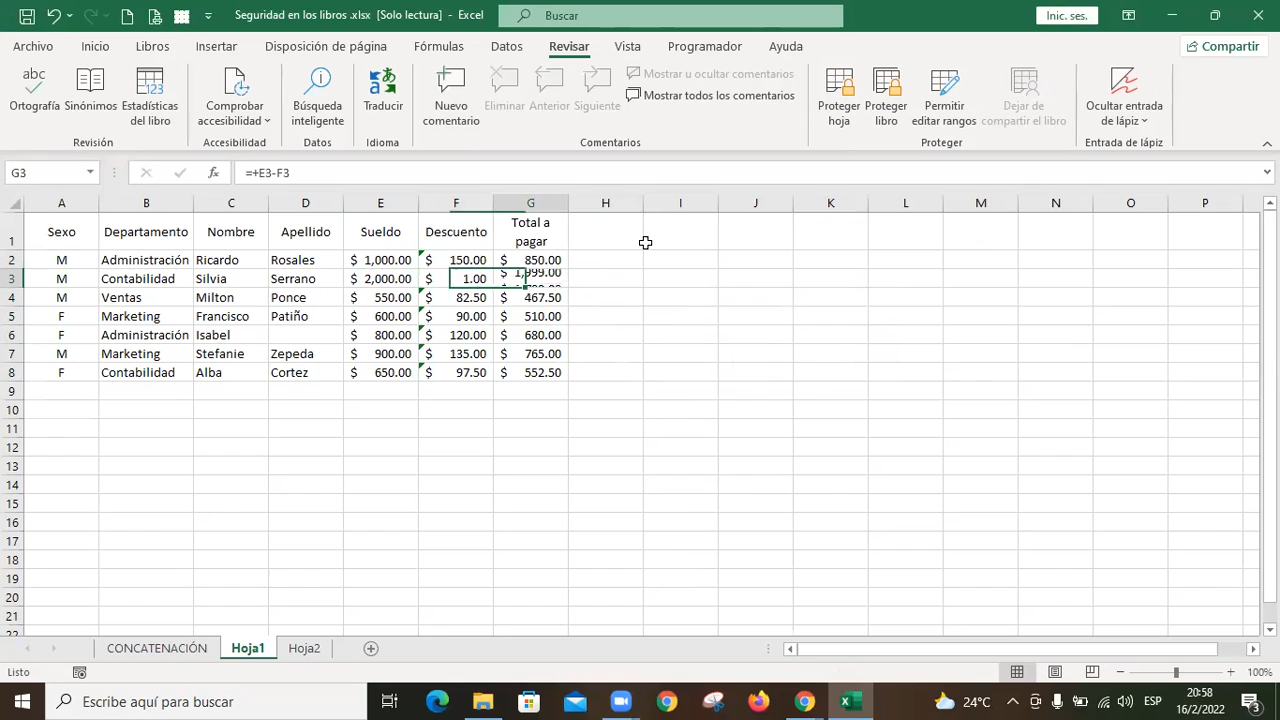 Seguridad en los libros .xlsx [Solo lectura] - Excel
Buscar
Inic. ses.
Archivo Inicio Libros Insertar Disposición de página Fórmulas Datos Revisar Vista Programador Ayuda
Compartir
abc
Ortografía
Sinónimos
123
Estadísticas del libro
Comprobar accesibilidad
Búsqueda inteligente
Traducir
Nuevo comentario
Eliminar
Anterior
Siguiente
Mostrar u ocultar comentarios
Mostrar todos los comentarios
Proteger hoja
Proteger libro
Permitir editar rangos
Dejar de compartir el libro
Ocultar entrada de lápiz
Revisión Accesibilidad Datos Idioma Comentarios Proteger Entrada de lápiz
G3 fx =+E3-F3
A B C D E F G H I J K L M N O P
1 Sexo Departamento Nombre Apellido Sueldo Descuento Total a pagar
2 M Administración Ricardo Rosales $ 1,000.00 $ 150.00 $ 850.00
3 M Contabilidad Silvia Serrano $ 2,000.00 $ 1.00 $ 1,999.00
4 M Ventas Milton Ponce $ 550.00 $ 82.50 $ 467.50
5 F Marketing Francisco Patiño $ 600.00 $ 90.00 $ 510.00
6 F Administración Isabel $ 800.00 $ 120.00 $ 680.00
7 M Marketing Stefanie Zepeda $ 900.00 $ 135.00 $ 765.00
8 F Contabilidad Alba Cortez $ 650.00 $ 97.50 $ 552.50
9
10
11
12
13
14
15
16
17
18
19
20
21
22
CONCATENACIÓN Hoja1 Hoja2
Listo
100%
Escribe aquí para buscar
24°C
ESP
20:58
16/2/2022